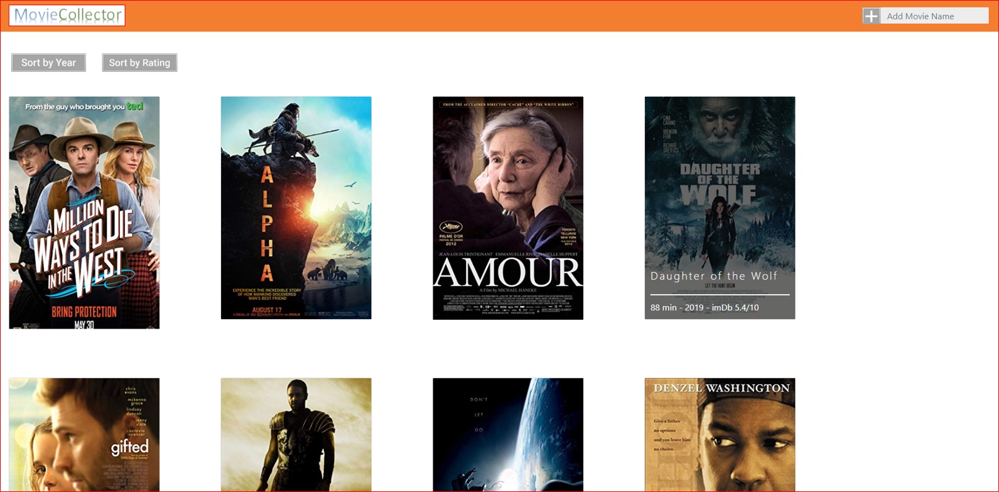 MovieCollector
Add Movie Name
Sort by Year
Sort by Rating
From the guy who brought you ted
A MILLION
WAYS TO DIE
IN THE WEST
BRING PROTECTION
MAY 30
ALPHA
EXPERIENCE THE INCREDIBLE STORY
OF HOW MANKIND DISCOVERED
MAN'S BEST FRIEND
AUGUST 17
FROM THE ACCLAIMED DIRECTOR "CACHÉ" AND "THE WHITE RIBBON"
PALME D'OR
FESTIVAL DE CANNES
2012
TORONTO
TELLURIDE
NEW YORK
FILM FESTIVALS
2012
JEAN-LOUIS TRINTIGNANT EMMANUELLE RIVA ISABELLE HUPPERT
AMOUR
A Film by MICHAEL HANEKE
GINA
CARANO
BRENDAN
FEHR
RICHARD
DREYFUSS
DAUGHTER
OF THE
WOLF
Daughter of the Wolf
LET THE HUNT BEGIN
88 min - 2019 - imDb 5.4/10
chris
evans
mckenna
grace
lindsay
duncan
jenny
slate
octavia
spencer
gifted
DON'T
LET
GO
DENZEL WASHINGTON
Give a father
no options
and you leave him
no choice.